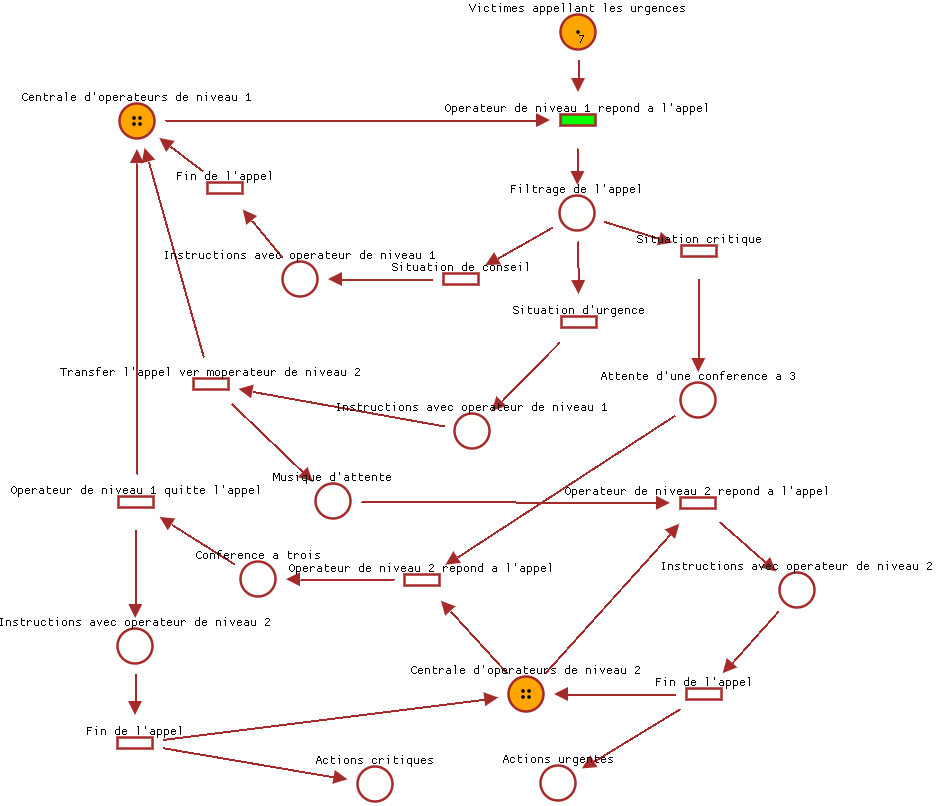 Victimes appellant les urgences
7
Centrale d'operateurs de niveau 1
Operateur de niveau 1 repond a l'appel
Fin de l'appel
Filtrage de l'appel
Situation critique
Instructions avec operateur de niveau 1
Situation de conseil
Situation d'urgence
Transfer l'appel ver moperateur de niveau 2
Attente d'une conference a 3
Instructions avec operateur de niveau 1
Musique d'attente
Operateur de niveau 1 quitte l'appel
Operateur de niveau 2 repond a l'appel
Conference a trois
Operateur de niveau 2 repond a l'appel
Instructions avec operateur de niveau 2
Instructions avec operateur de niveau 2
Centrale d'operateurs de niveau 2
Fin de l'appel
Fin de l'appel
Actions critiques
Actions urgentes